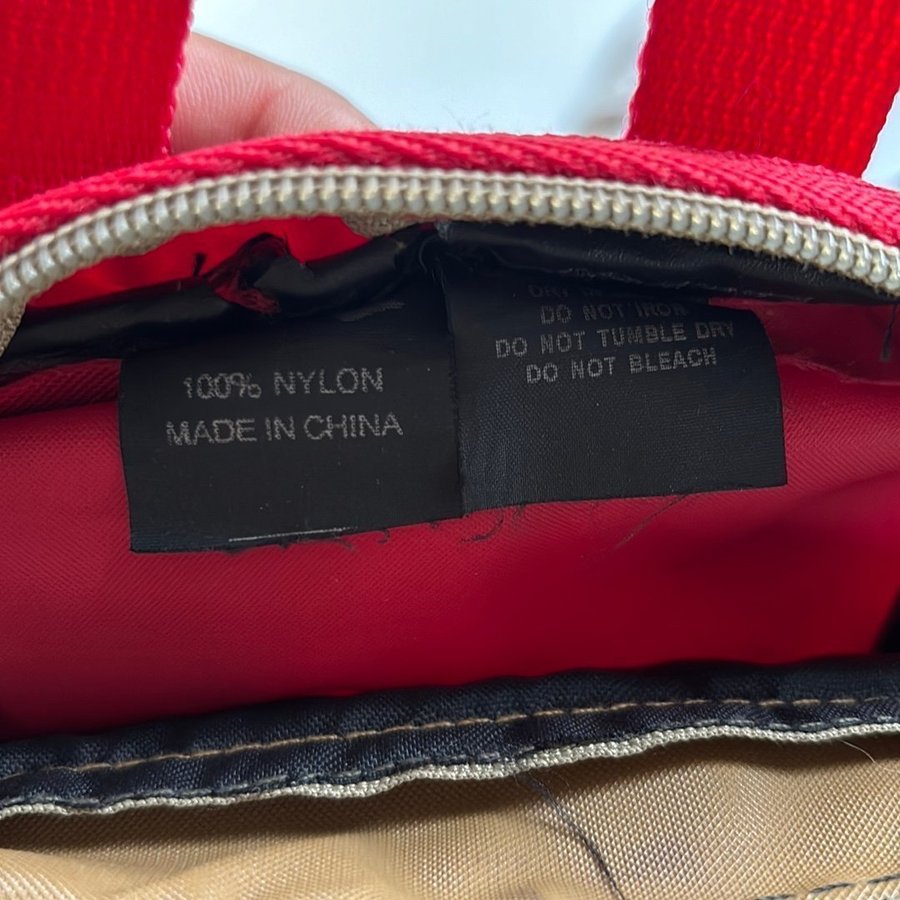 100% NYLON
MADE IN CHINA
DO NOT IRON
DO NOT TUMBLE DRY
DO NOT BLEACH